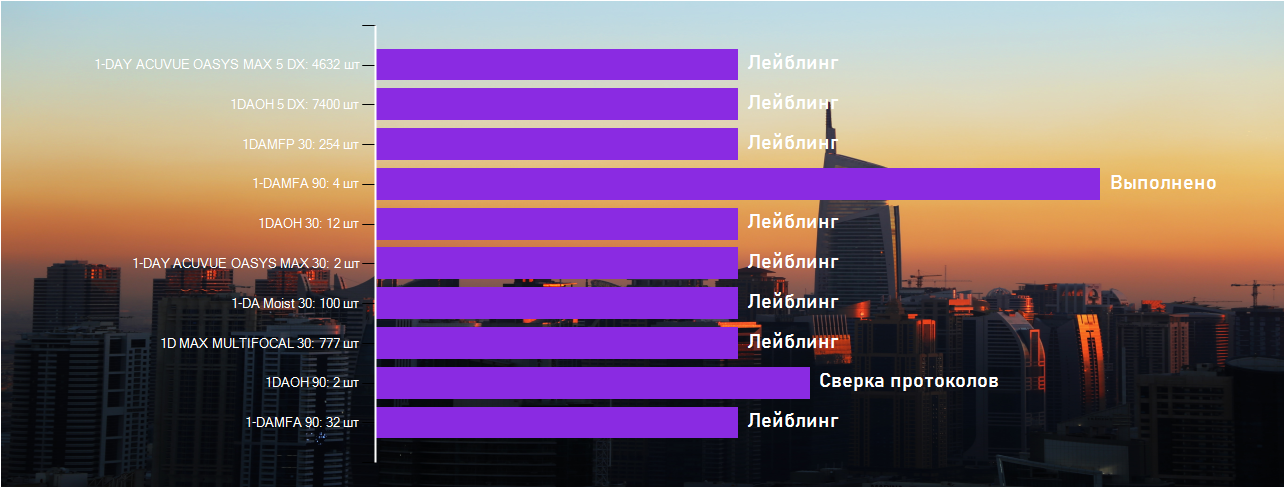 1-DAY ACUVUE OASYS MAX 5 DX: 4632 шт Лейблинг
1DAOH 5 DX: 7400 шт Лейблинг
1DAMFP 30: 254 шт Лейблинг
1-DAMFA 90: 4 шт Выполнено
1DAOH 30: 12 шт Лейблинг
1-DAY ACUVUE OASYS MAX 30: 2 шт Лейблинг
1-DA Moist 30: 100 шт Лейблинг
1D MAX MULTIFOCAL 30: 777 шт Лейблинг
1DAOH 90: 2 шт Сверка протоколов
1-DAMFA 90: 32 шт Лейблинг